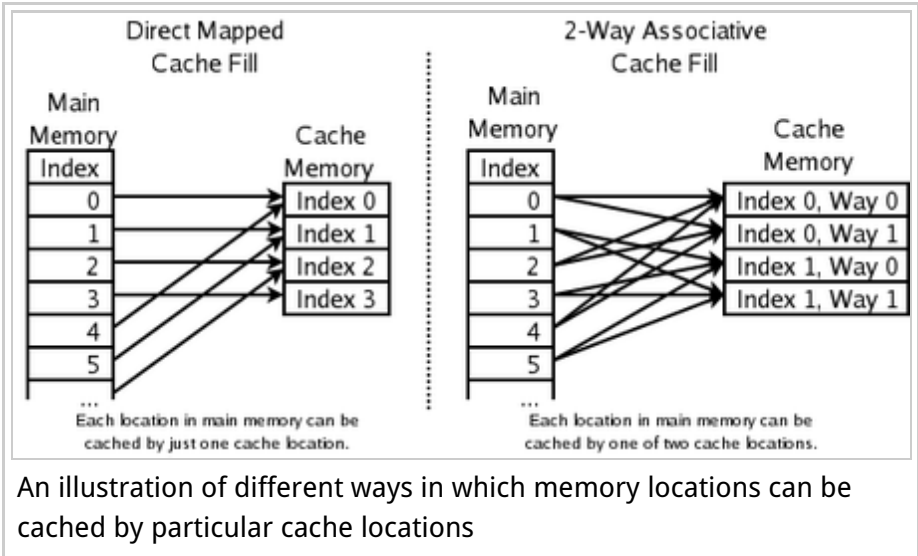 Direct Mapped
Cache Fill
Main
Memory
Index
0
1
2
3
4
5
...
Cache
Memory
Index 0
Index 1
Index 2
Index 3
Each location in main memory can be
cached by just one cache location.
2-Way Associative
Cache Fill
Main
Memory
Index
0
1
2
3
4
5
...
Cache
Memory
Index 0, Way 0
Index 0, Way 1
Index 1, Way 0
Index 1, Way 1
Each location in main memory can be
cached by one of two cache locations.
An illustration of different ways in which memory locations can be
cached by particular cache locations